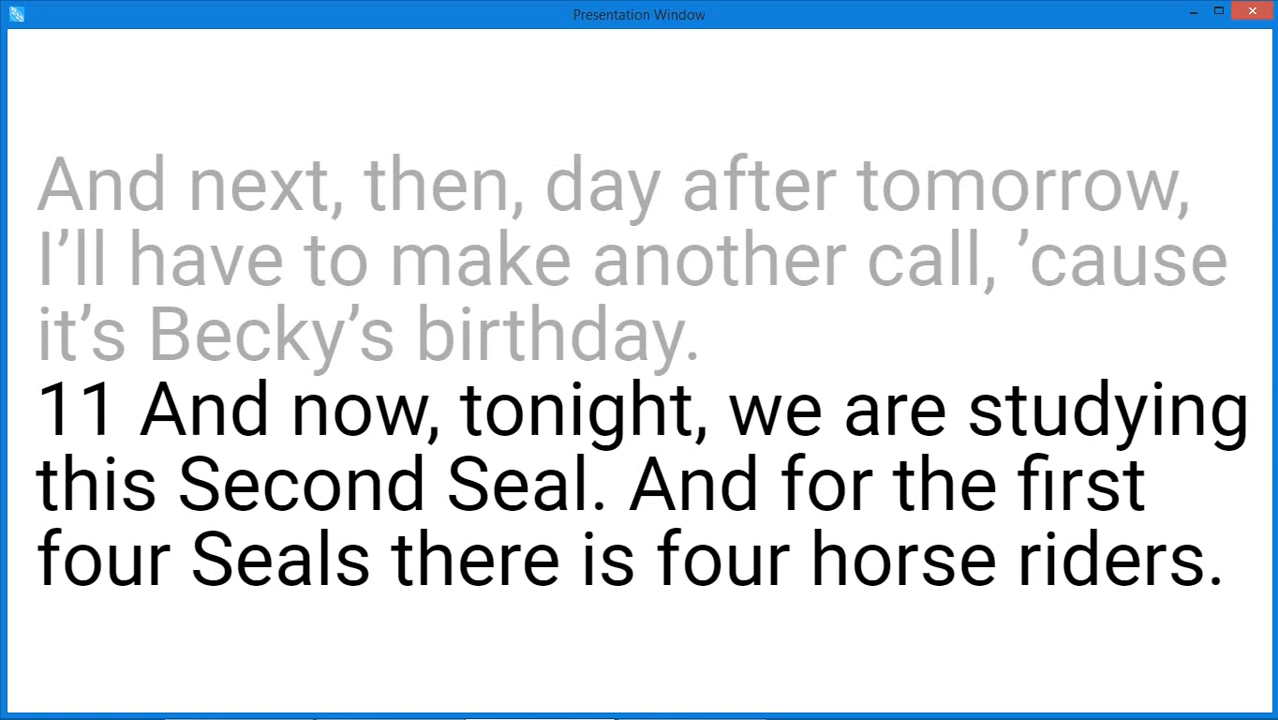 Presentation Window
And next, then, day after tomorrow,
I’ll have to make another call, ’cause
it’s Becky’s birthday.
11 And now, tonight, we are studying
this Second Seal. And for the first
four Seals there is four horse riders.